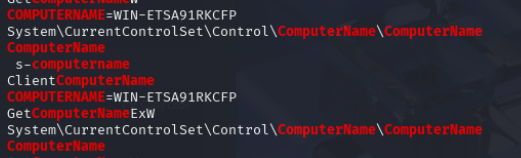 GetComputerNameW
COMPUTERNAME=WIN-ETSA91RKCFP
System\CurrentControlSet\Control\ComputerName\ComputerName
ComputerName
s-computername
ClientComputerName
COMPUTERNAME=WIN-ETSA91RKCFP
GetComputerNameExW
System\CurrentControlSet\Control\ComputerName\ComputerName
ComputerName